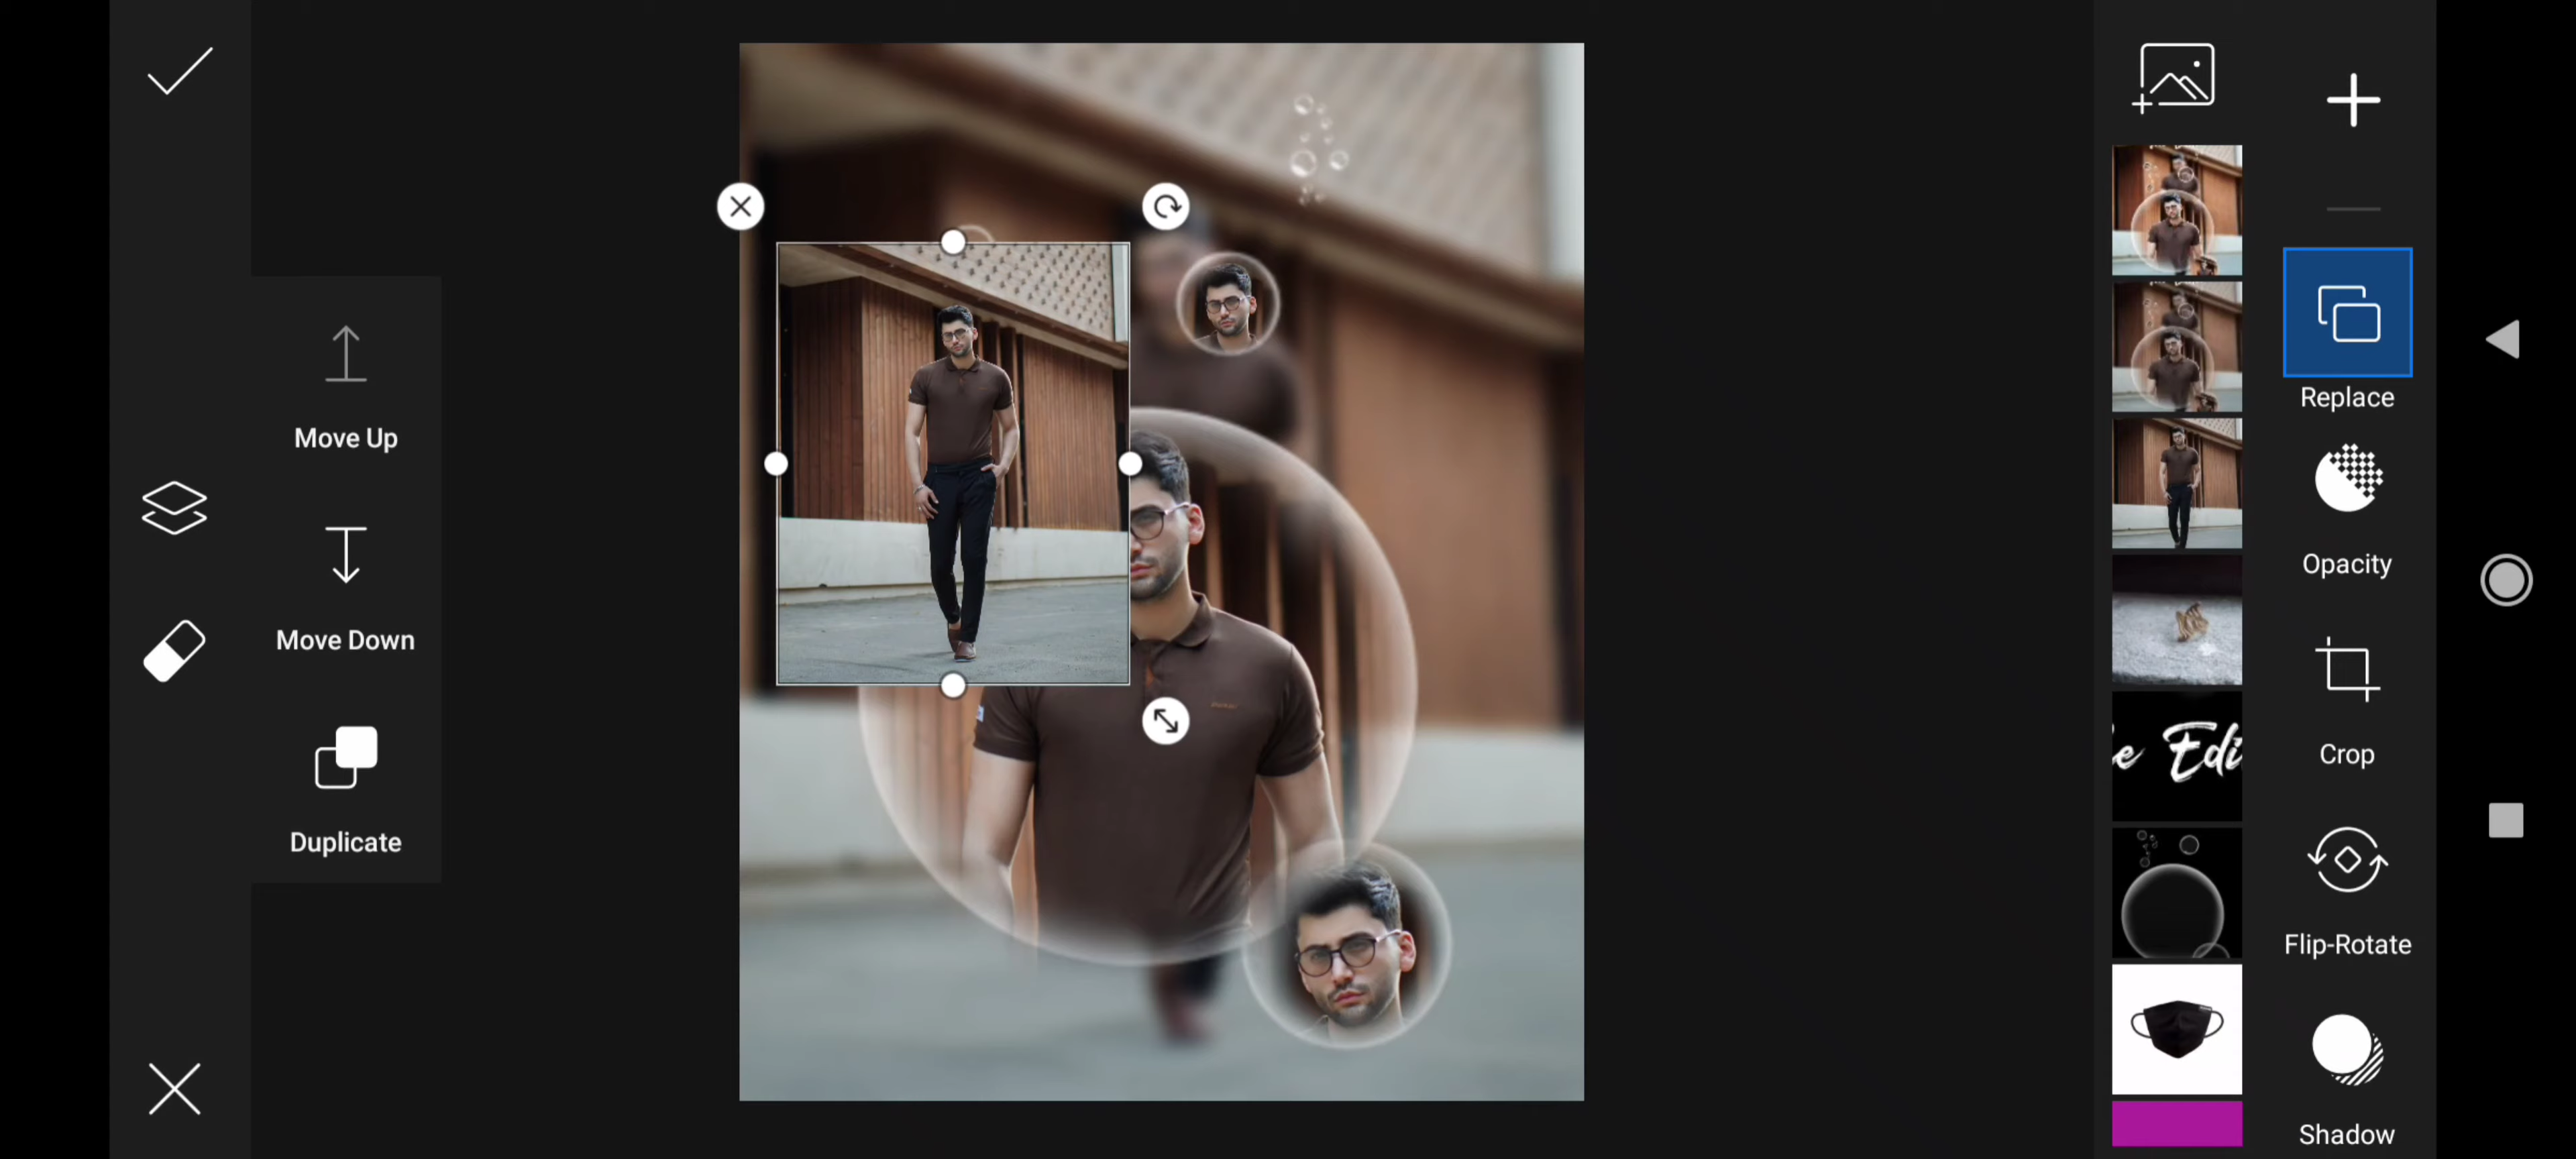 Move Up
Move Down
Duplicate
e Edi
Replace
Opacity
Crop
Flip-Rotate
Shadow